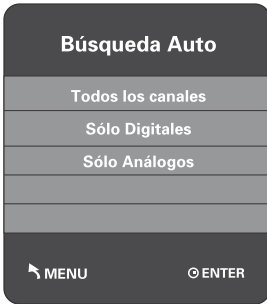 Búsqueda Auto
Todos los canales
Sólo Digitales
Sólo Análogos
MENU ENTER